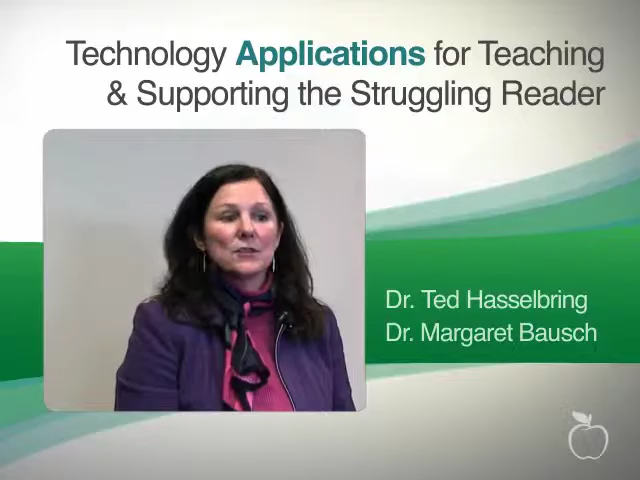 Technology Applications for Teaching
& Supporting the Struggling Reader
Dr. Ted Hasselbring
Dr. Margaret Bausch